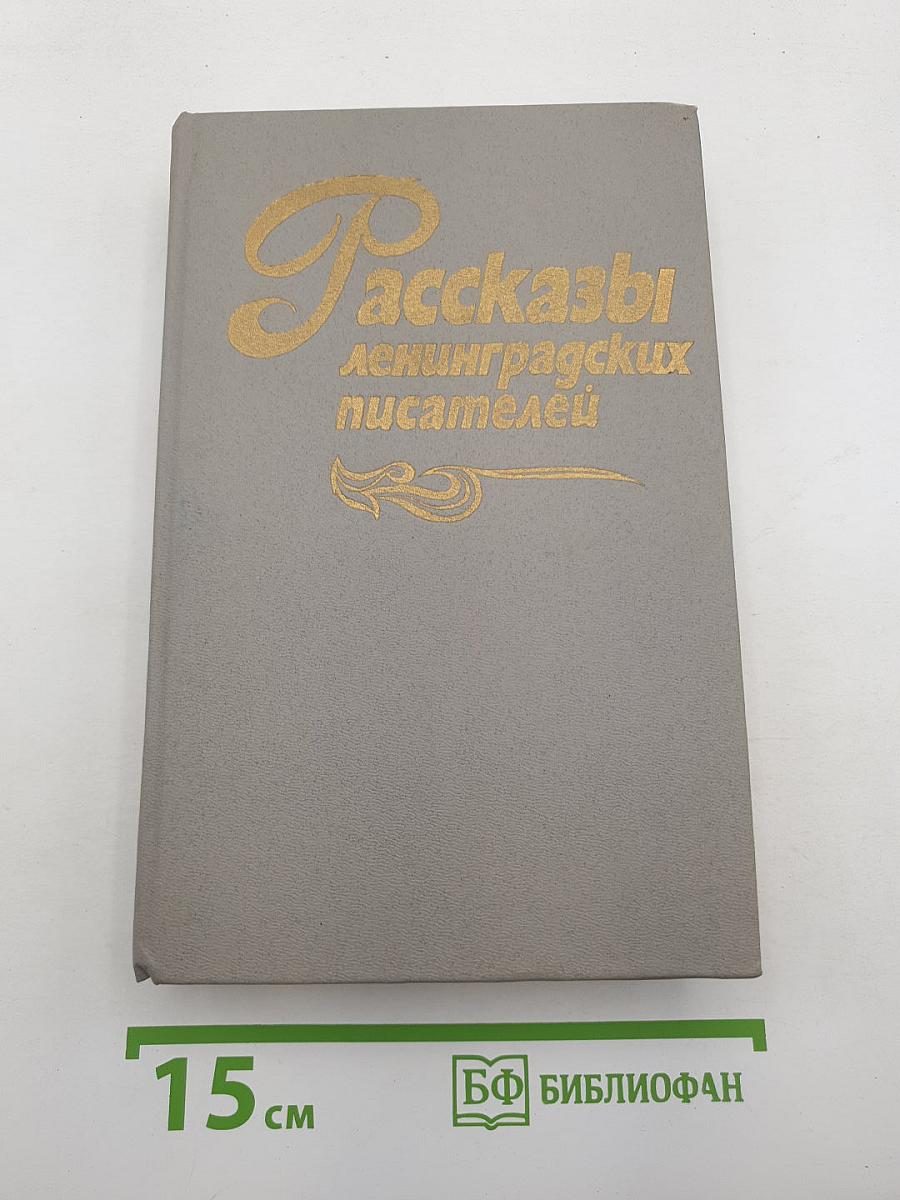 Рассказы
ленинградских
писателей
15 см
БФ БИБЛИОФАН